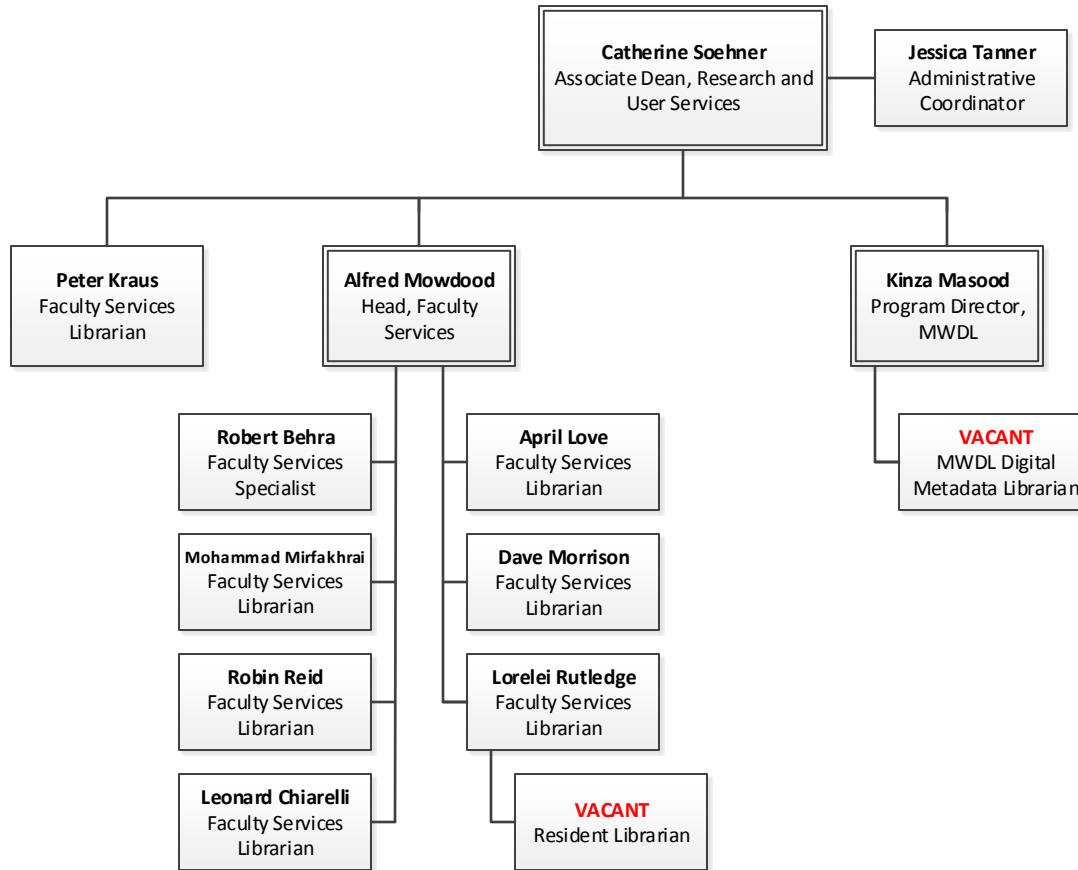 Catherine Soehner
Associate Dean, Research and
User Services
Jessica Tanner
Administrative
Coordinator
Peter Kraus
Faculty Services
Librarian
Alfred Mowdood
Head, Faculty
Services
Kinza Masood
Program Director,
MWDL
Robert Behra
Faculty Services
Specialist
April Love
Faculty Services
Librarian
VACANT
MWDL Digital
Metadata Librarian
Mohammad Mirfakhrai
Faculty Services
Librarian
Dave Morrison
Faculty Services
Librarian
Robin Reid
Faculty Services
Librarian
Lorelei Rutledge
Faculty Services
Librarian
Leonard Chiarelli
Faculty Services
Librarian
VACANT
Resident Librarian